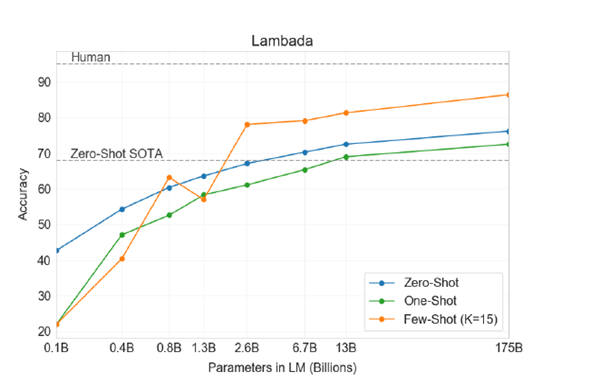 Lambada
Human
90
80
70
Zero-Shot SOTA
60
50
40
30
20
Accuracy
Zero-Shot
One-Shot
Few-Shot (K=15)
0.1B 0.4B 0.8B 1.3B 2.6B 6.7B 13B 175B
Parameters in LM (Billions)